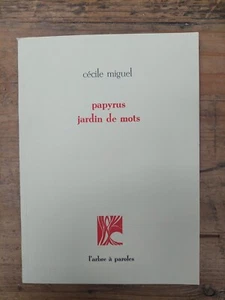 cécile miguel
papyrus
jardin de mots
l'arbre à paroles